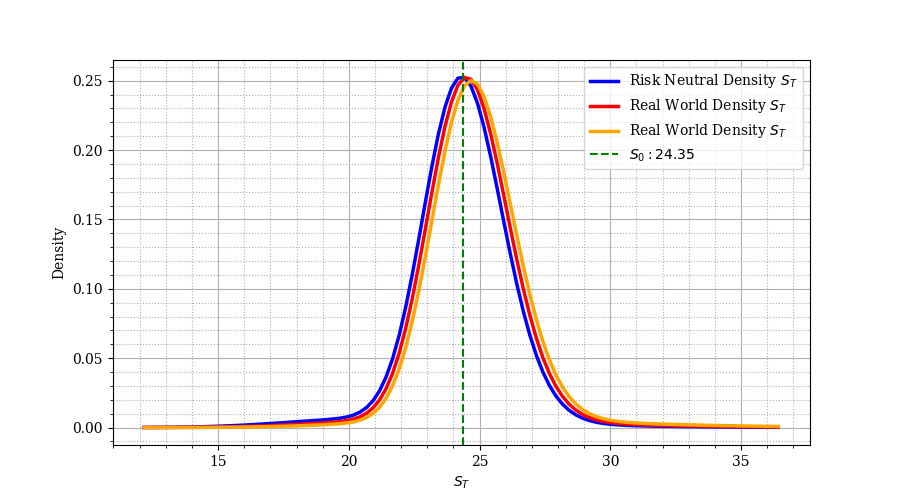 0.25
0.20
0.15
0.10
0.05
0.00
Density
15
20
25
30
35
S_T
Risk Neutral Density S_T
Real World Density S_T
Real World Density S_T
S_0 : 24.35